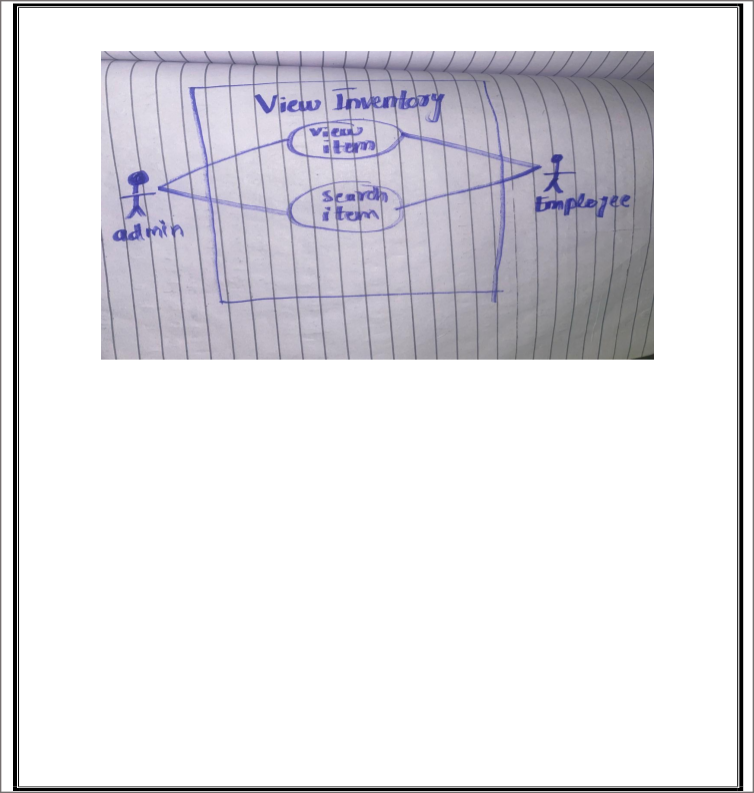 View Inventory
view
item
search
item
admin
Employee